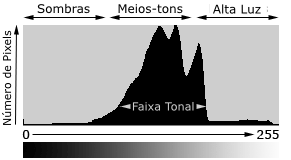 Sombras Meios-tons Alta Luz
Número de Pixels
Faixa Tonal
0 255